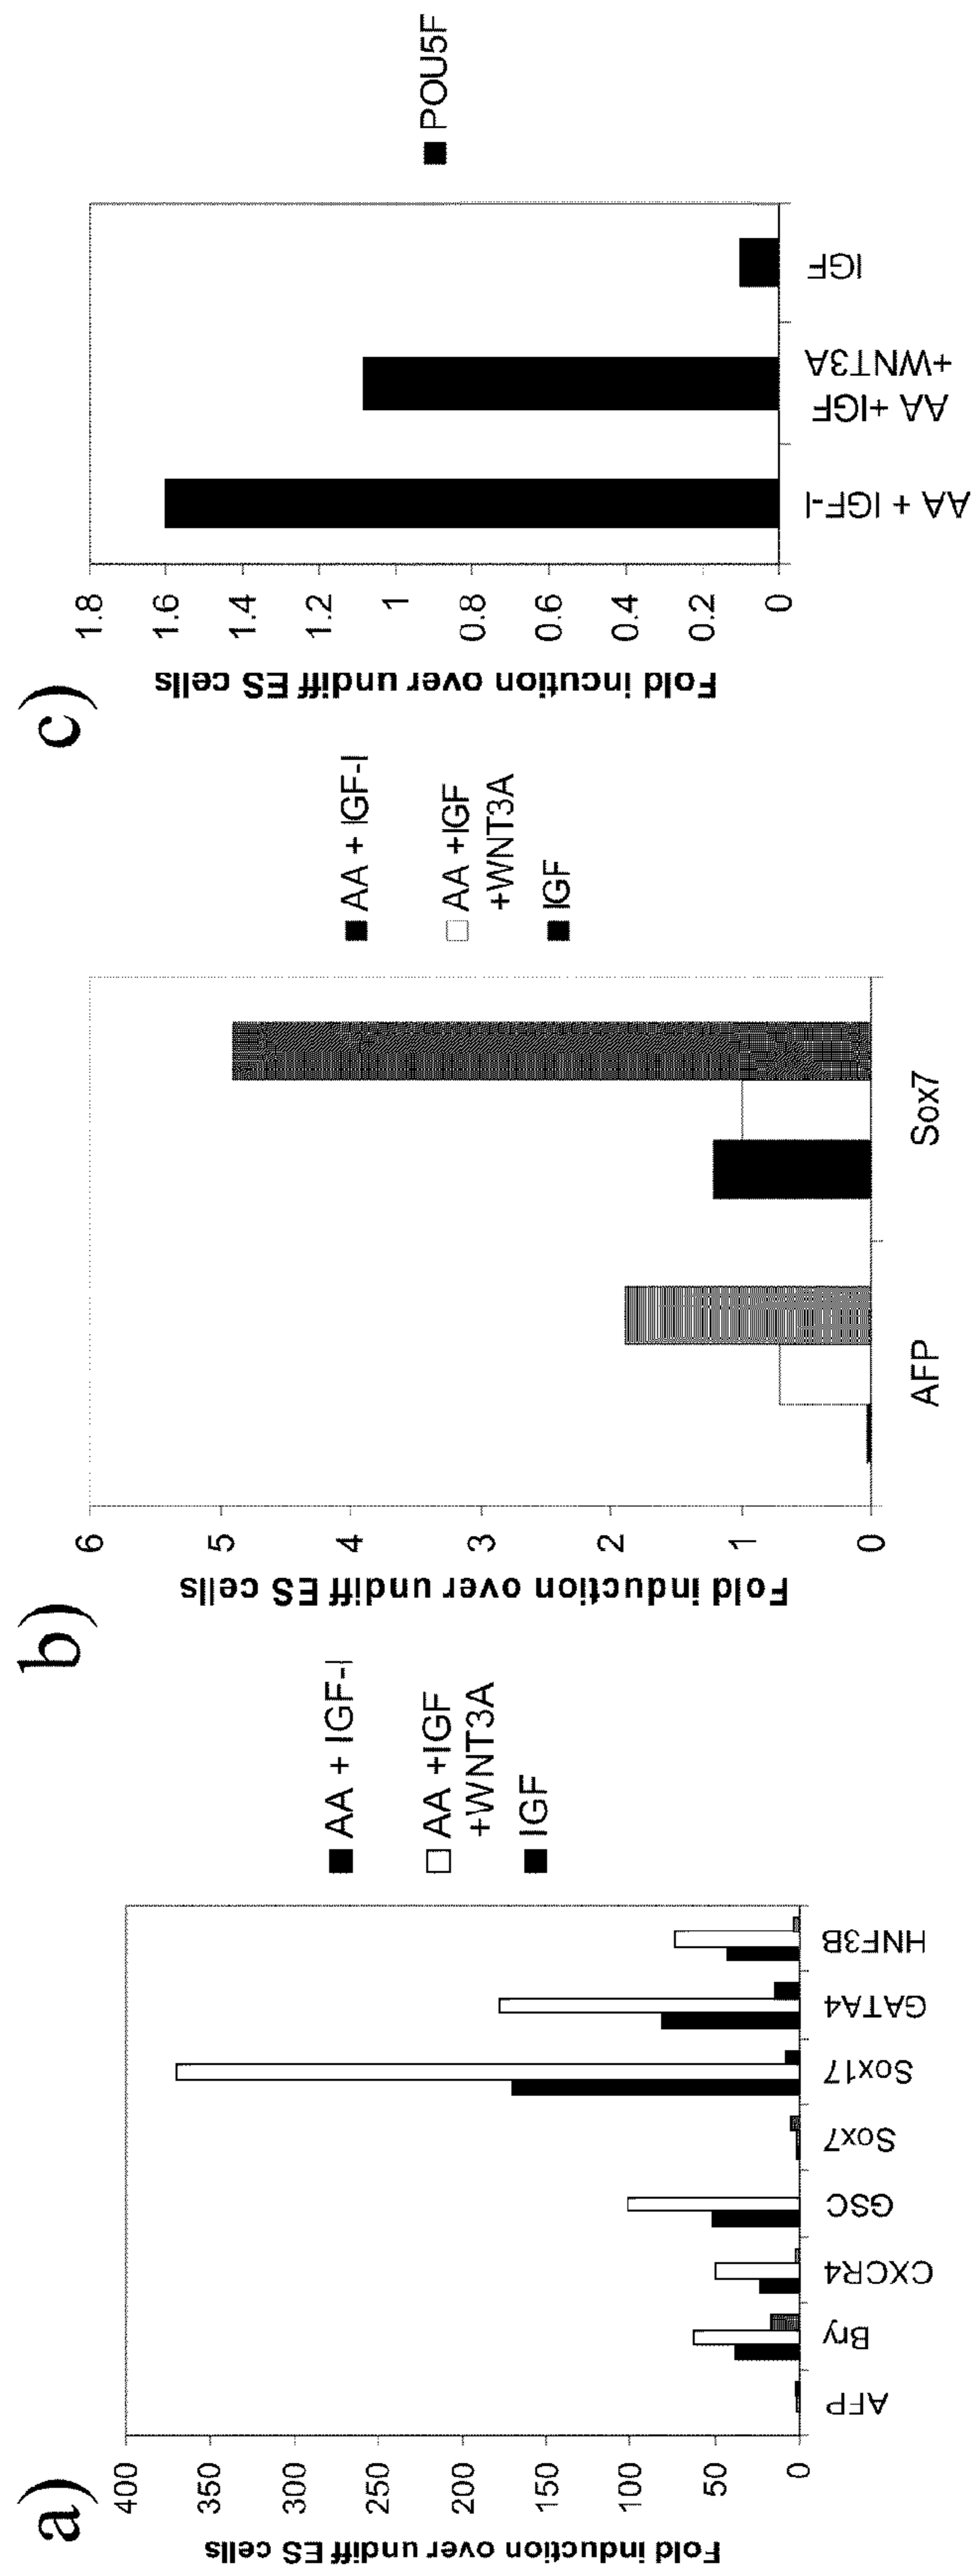 a)
Fold induction over undiff ES cells
400
350
300
250
200
150
100
50
0
AFP
Bry
CXCR4
GSC
Sox7
Sox17
GATA4
HNF3B
AA + IGF-I
AA +IGF
+WNT3A
IGF
b)
Fold induction over undiff ES cells
6
5
4
3
2
1
0
AFP
Sox7
AA + IGF-I
AA +IGF
+WNT3A
IGF
c)
Fold incution over undiff ES cells
1.8
1.6
1.4
1.2
1
0.8
0.6
0.4
0.2
0
AA + IGF-I
AA +IGF
+WNT3A
IGF
POU5F